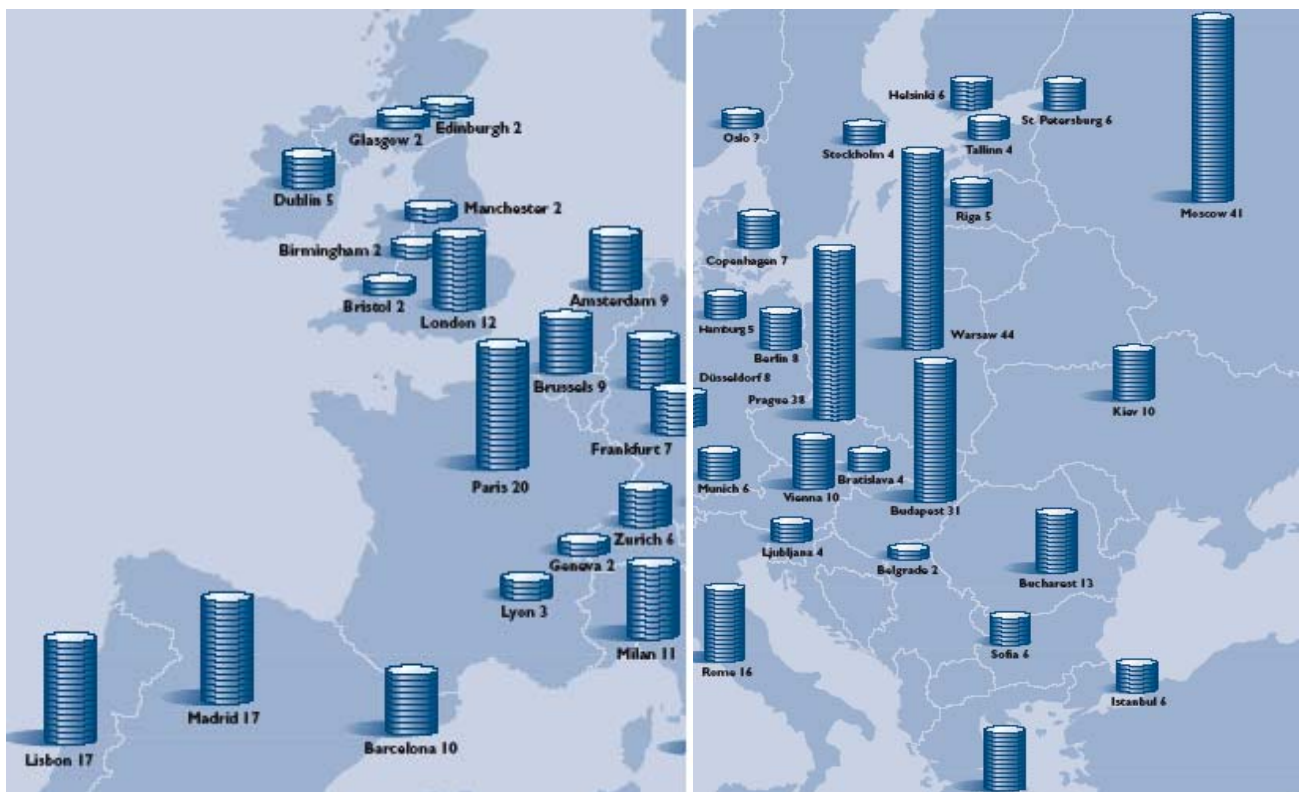 Edinburgh 2
Glasgow 2
Dublin 5
Manchester 2
Birmingham 2
Bristol 2
London 12
Amsterdam 9
Brussels 9
Frankfurt 7
Paris 20
Zurich 6
Geneva 2
Lyon 3
Milan 11
Madrid 17
Barcelona 10
Lisbon 17
Helsinki 6
St. Petersburg 6
Oslo
Stockholm 4
Tallinn 4
Riga 5
Moscow 41
Copenhagen 7
Hamburg 5
Berlin 8
Warsaw 44
Düsseldorf 8
Prague 38
Kiev 10
Munich 6
Vienna 10
Bratislava 4
Budapest 31
Ljubljana 4
Belgrade 2
Bucharest 13
Sofia 6
Rome 16
Istanbul 6